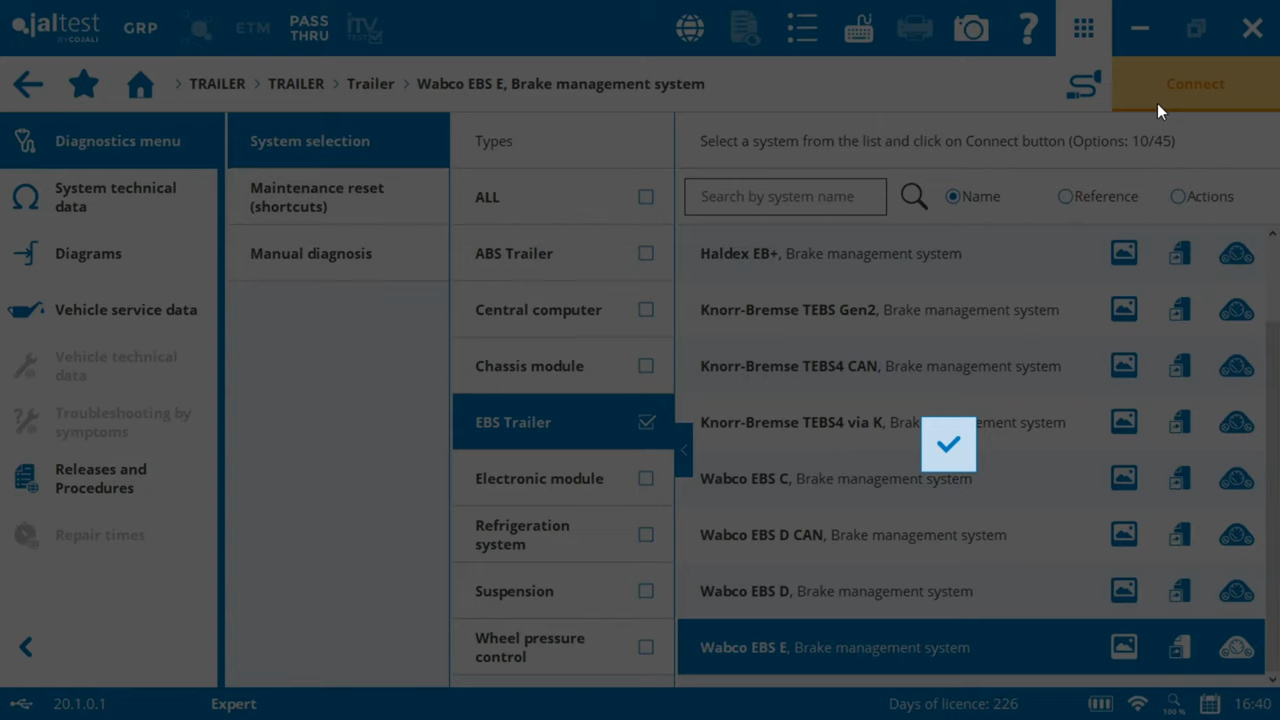 jaltest
BY COJALI
GRP
ETM
PASS
THRU
itv
TEST
?
> TRAILER > TRAILER > Trailer > Wabco EBS E, Brake management system
Connect
Diagnostics menu
System technical
data
Diagrams
Vehicle service data
Vehicle technical
data
Troubleshooting by
symptoms
Releases and
Procedures
Repair times
System selection
Maintenance reset
(shortcuts)
Manual diagnosis
Types
ALL
ABS Trailer
Central computer
Chassis module
EBS Trailer
Electronic module
Refrigeration
system
Suspension
Wheel pressure
control
Select a system from the list and click on Connect button (Options: 10/45)
Search by system name
Name
Reference
Actions
Haldex EB+, Brake management system
Knorr-Bremse TEBS Gen2, Brake management system
Knorr-Bremse TEBS4 CAN, Brake management system
Knorr-Bremse TEBS4 via K, Brake management system
Wabco EBS C, Brake management system
Wabco EBS D CAN, Brake management system
Wabco EBS D, Brake management system
Wabco EBS E, Brake management system
20.1.0.1
Expert
Days of licence: 226
100 %
16:40